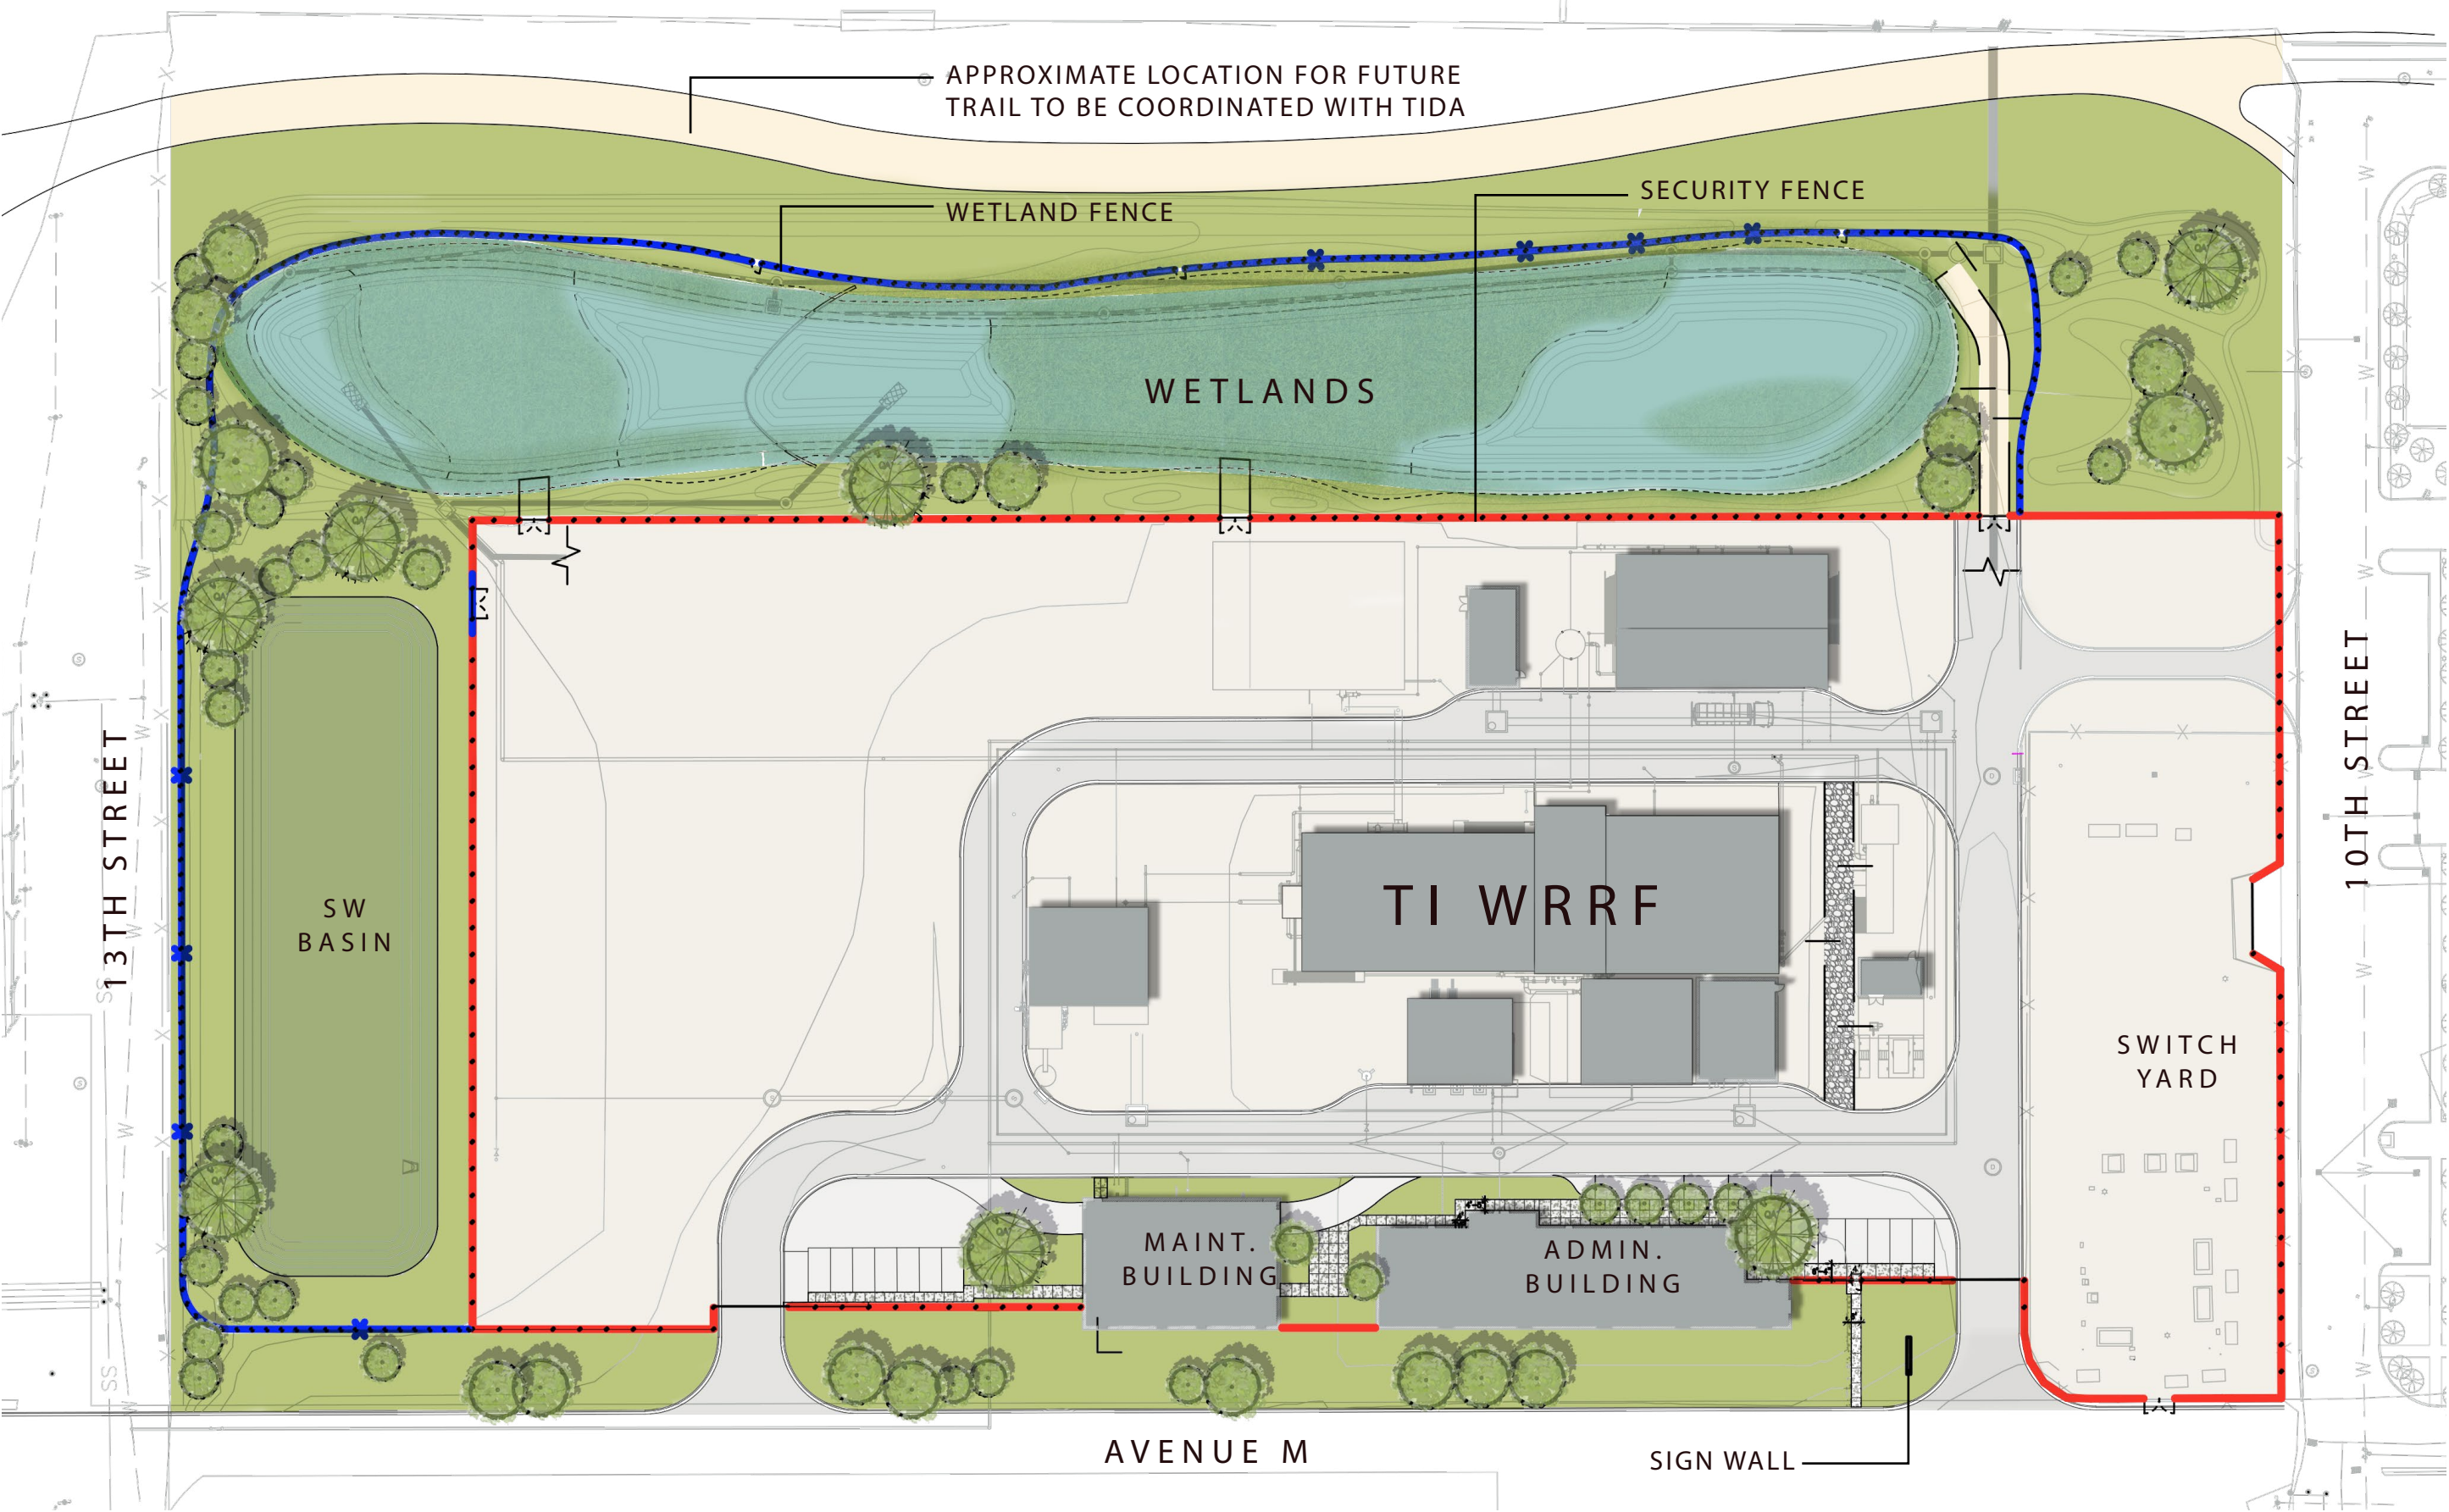 APPROXIMATE LOCATION FOR FUTURE
TRAIL TO BE COORDINATED WITH TIDA
SECURITY FENCE
WETLAND FENCE
WETLANDS
13TH STREET
10TH STREET
SW
BASIN
TI WRRF
SWITCH
YARD
MAINT.
BUILDING
ADMIN.
BUILDING
AVENUE M
SIGN WALL
X
W
SS
S
D